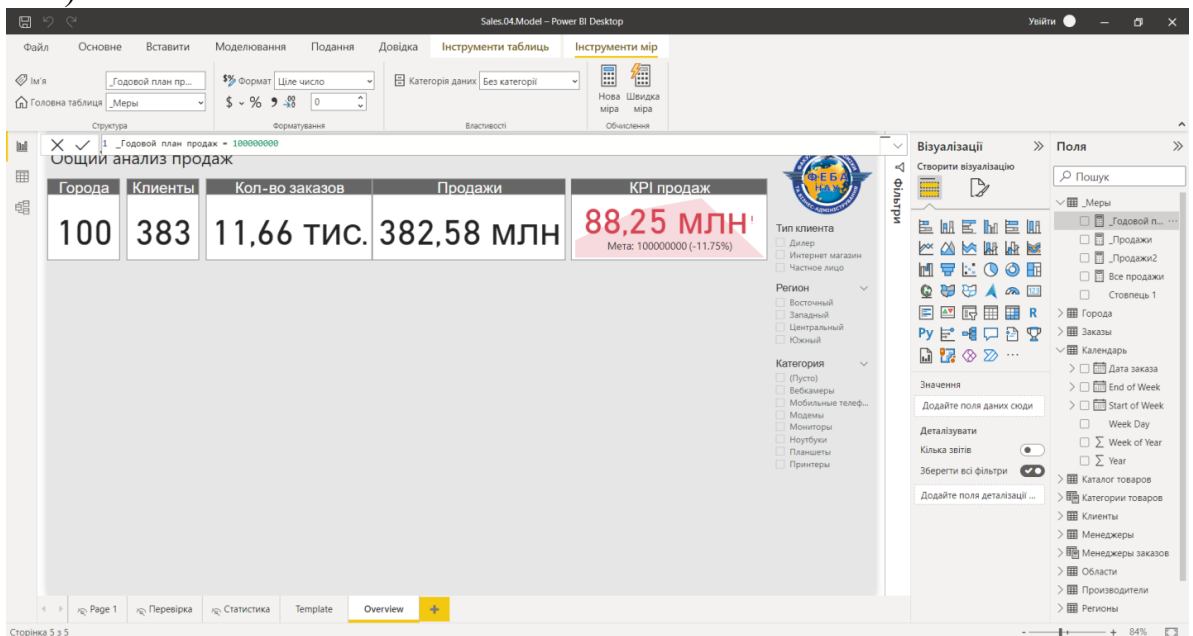 Sales.04.Model – Power BI Desktop
Увійти
Файл Основне Вставити Моделювання Подання Довідка Інструменти таблиць Інструменти мір
Ім'я _Годовой план пр...
Головна таблиця _Меры
Структура
$% Формат Ціле число
$ % 0
Форматування
Категорія даних Без категорії
Властивості
Нова міра
Швидка міра
Обчислення
1 _Годовой план продаж = 100000000
Общий анализ продаж
Города
100
Клиенты
383
Кол-во заказов
11,66 тис.
Продажи
382,58 млн
KPI продаж
88,25 млн!
Мета: 100000000 (-11.75%)
ФЕБА
НАУ
Тип клиента
Дилер
Интернет магазин
Частное лицо
Регион
Восточный
Западный
Центральный
Южный
Категория
(Пусто)
Вебкамеры
Мобильные телеф...
Модемы
Мониторы
Ноутбуки
Планшеты
Принтеры
Фільтри
Візуалізації
Створити візуалізацію
R
Py
123
...
Значення
Додайте поля даних сюди
Деталізувати
Кілька звітів
Зберегти всі фільтри
Додайте поля деталізації ...
Поля
Пошук
_Меры
_Годовой п... ...
_Продажи
_Продажи2
Все продажи
Стовпець 1
Города
Заказы
Календарь
Дата заказа
End of Week
Start of Week
Week Day
Week of Year
Year
Каталог товаров
Категории товаров
Клиенты
Менеджеры
Менеджеры заказов
Области
Производители
Регионы
Page 1 Перевірка Статистика Template Overview +
Сторінка 5 з 5
84%